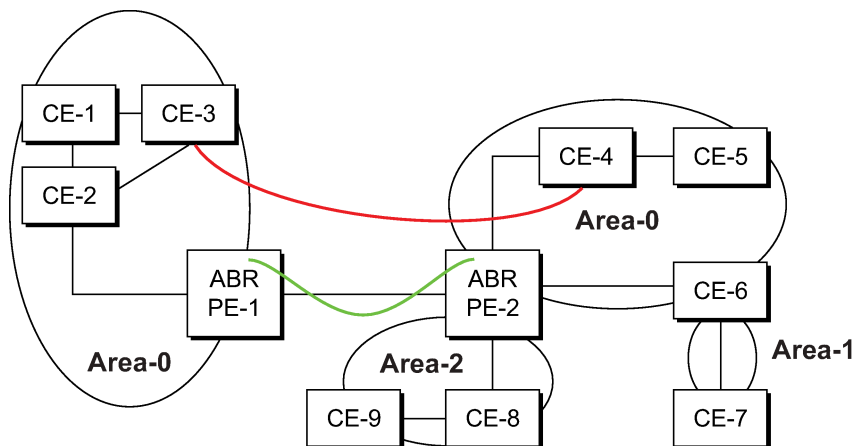 CE-1
CE-3
CE-2
CE-4
CE-5
Area-0
ABR
PE-1
ABR
PE-2
CE-6
Area-0
Area-2
Area-1
CE-9
CE-8
CE-7